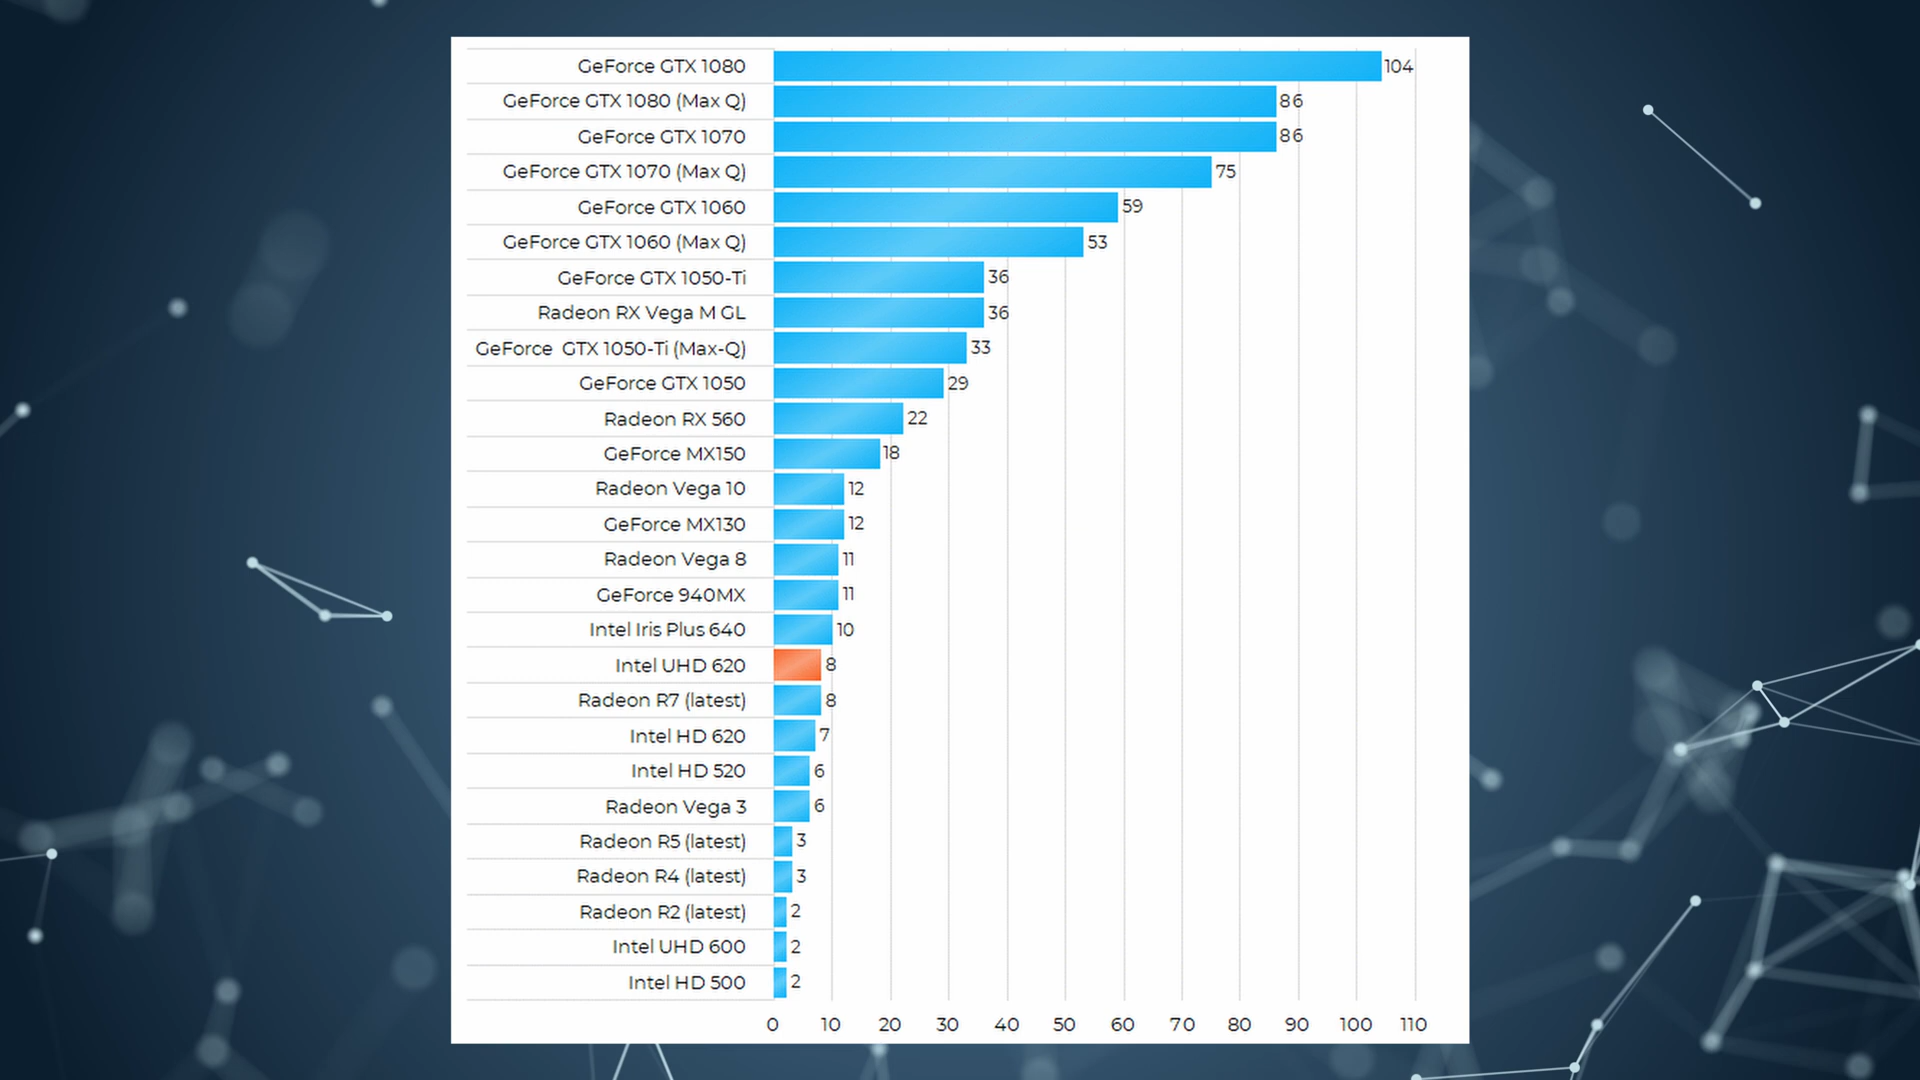 GeForce GTX 1080 104
GeForce GTX 1080 (Max Q) 86
GeForce GTX 1070 86
GeForce GTX 1070 (Max Q) 75
GeForce GTX 1060 59
GeForce GTX 1060 (Max Q) 53
GeForce GTX 1050-Ti 36
Radeon RX Vega M GL 36
GeForce GTX 1050-Ti (Max-Q) 33
GeForce GTX 1050 29
Radeon RX 560 22
GeForce MX150 18
Radeon Vega 10 12
GeForce MX130 12
Radeon Vega 8 11
GeForce 940MX 11
Intel Iris Plus 640 10
Intel UHD 620 8
Radeon R7 (latest) 8
Intel HD 620 7
Intel HD 520 6
Radeon Vega 3 6
Radeon R5 (latest) 3
Radeon R4 (latest) 3
Radeon R2 (latest) 2
Intel UHD 600 2
Intel HD 500 2
0 10 20 30 40 50 60 70 80 90 100 110